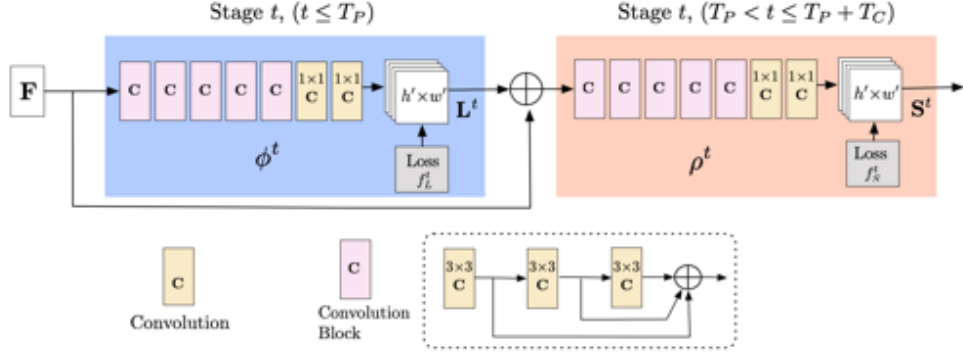 Stage t, (t ≤ T_P)
Stage t, (T_P < t ≤ T_P + T_C)
F
C C C C C 1×1 C 1×1 C
h′×w′
L^t
Loss
f_L^t
ϕ^t
C C C C C 1×1 C 1×1 C
h′×w′
S^t
Loss
f_S^t
ρ^t
C
Convolution
C
Convolution
Block
3×3 3×3 3×3
C C C